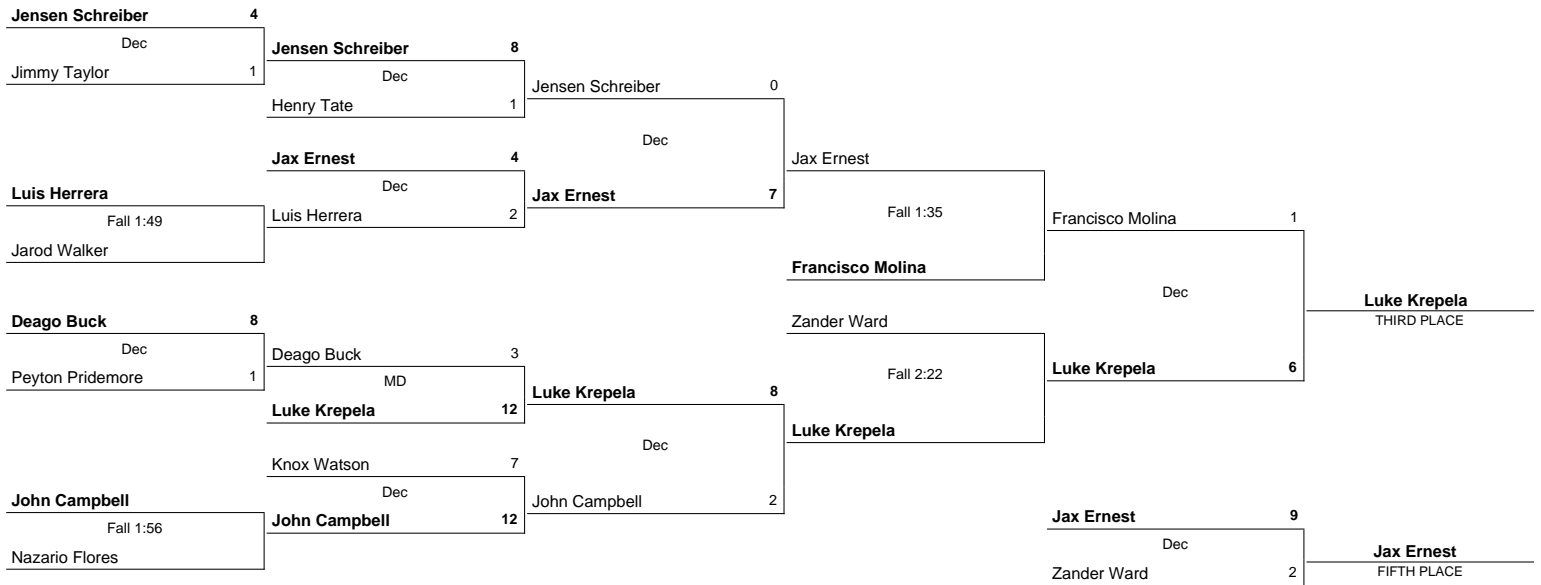 Jensen Schreiber 4
Dec
Jimmy Taylor 1
Luis Herrera
Fall 1:49
Jarod Walker
Deago Buck 8
Dec
Peyton Pridemore 1
John Campbell
Fall 1:56
Nazario Flores
Jensen Schreiber 8
Dec
Henry Tate 1
Jax Ernest 4
Dec
Luis Herrera 2
Deago Buck 3
MD
Luke Krepela 12
Knox Watson 7
Dec
John Campbell 12
Jensen Schreiber 0
Dec
Jax Ernest 7
Luke Krepela 8
Dec
John Campbell 2
Jax Ernest
Fall 1:35
Francisco Molina
Zander Ward
Fall 2:22
Luke Krepela
Francisco Molina 1
Dec
Luke Krepela 6
Luke Krepela
THIRD PLACE
Jax Ernest 9
Dec
Zander Ward 2
Jax Ernest
FIFTH PLACE